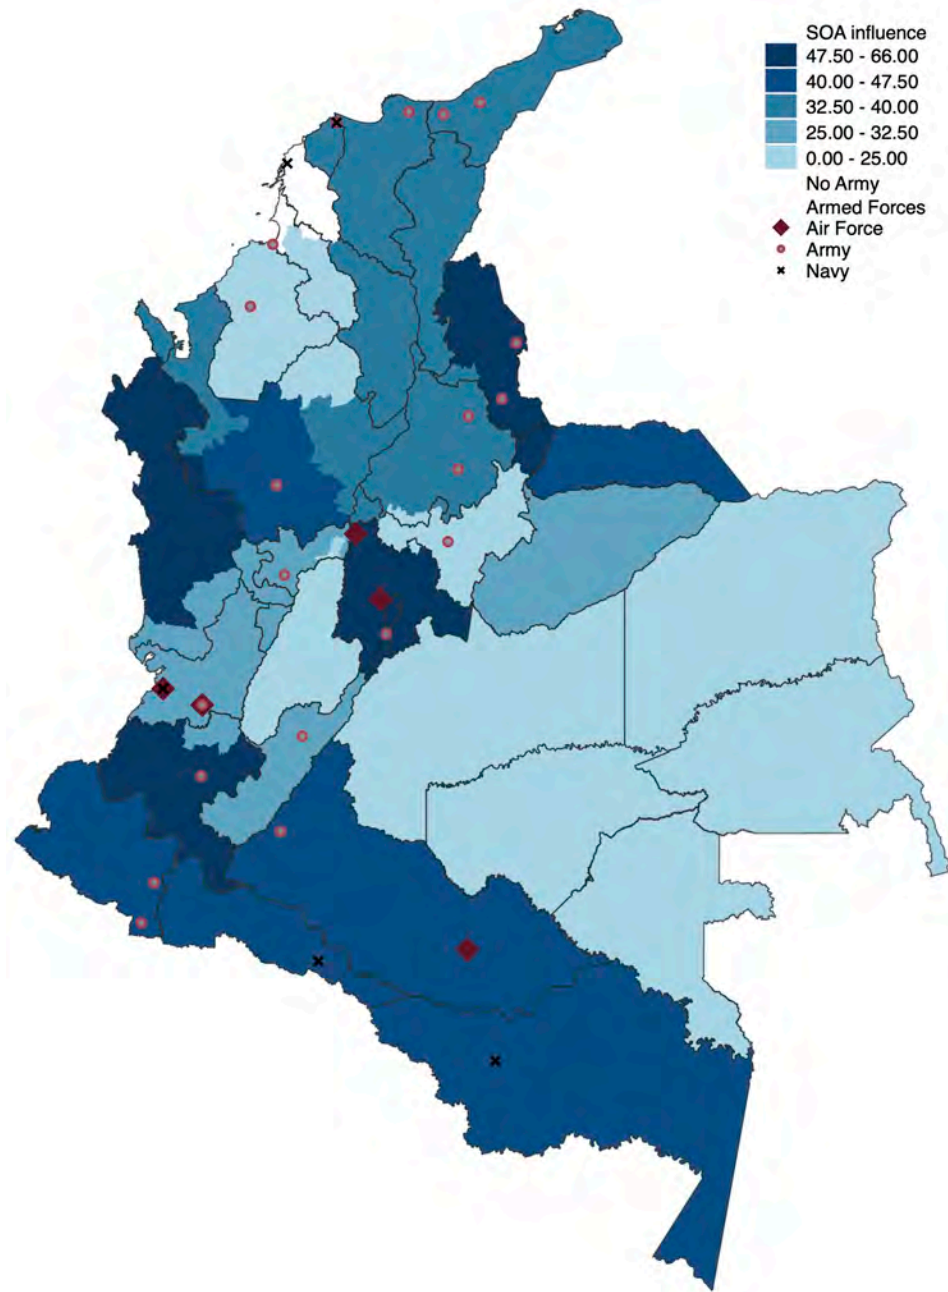 SOA influence
47.50 - 66.00
40.00 - 47.50
32.50 - 40.00
25.00 - 32.50
0.00 - 25.00
No Army
Armed Forces
Air Force
Army
Navy